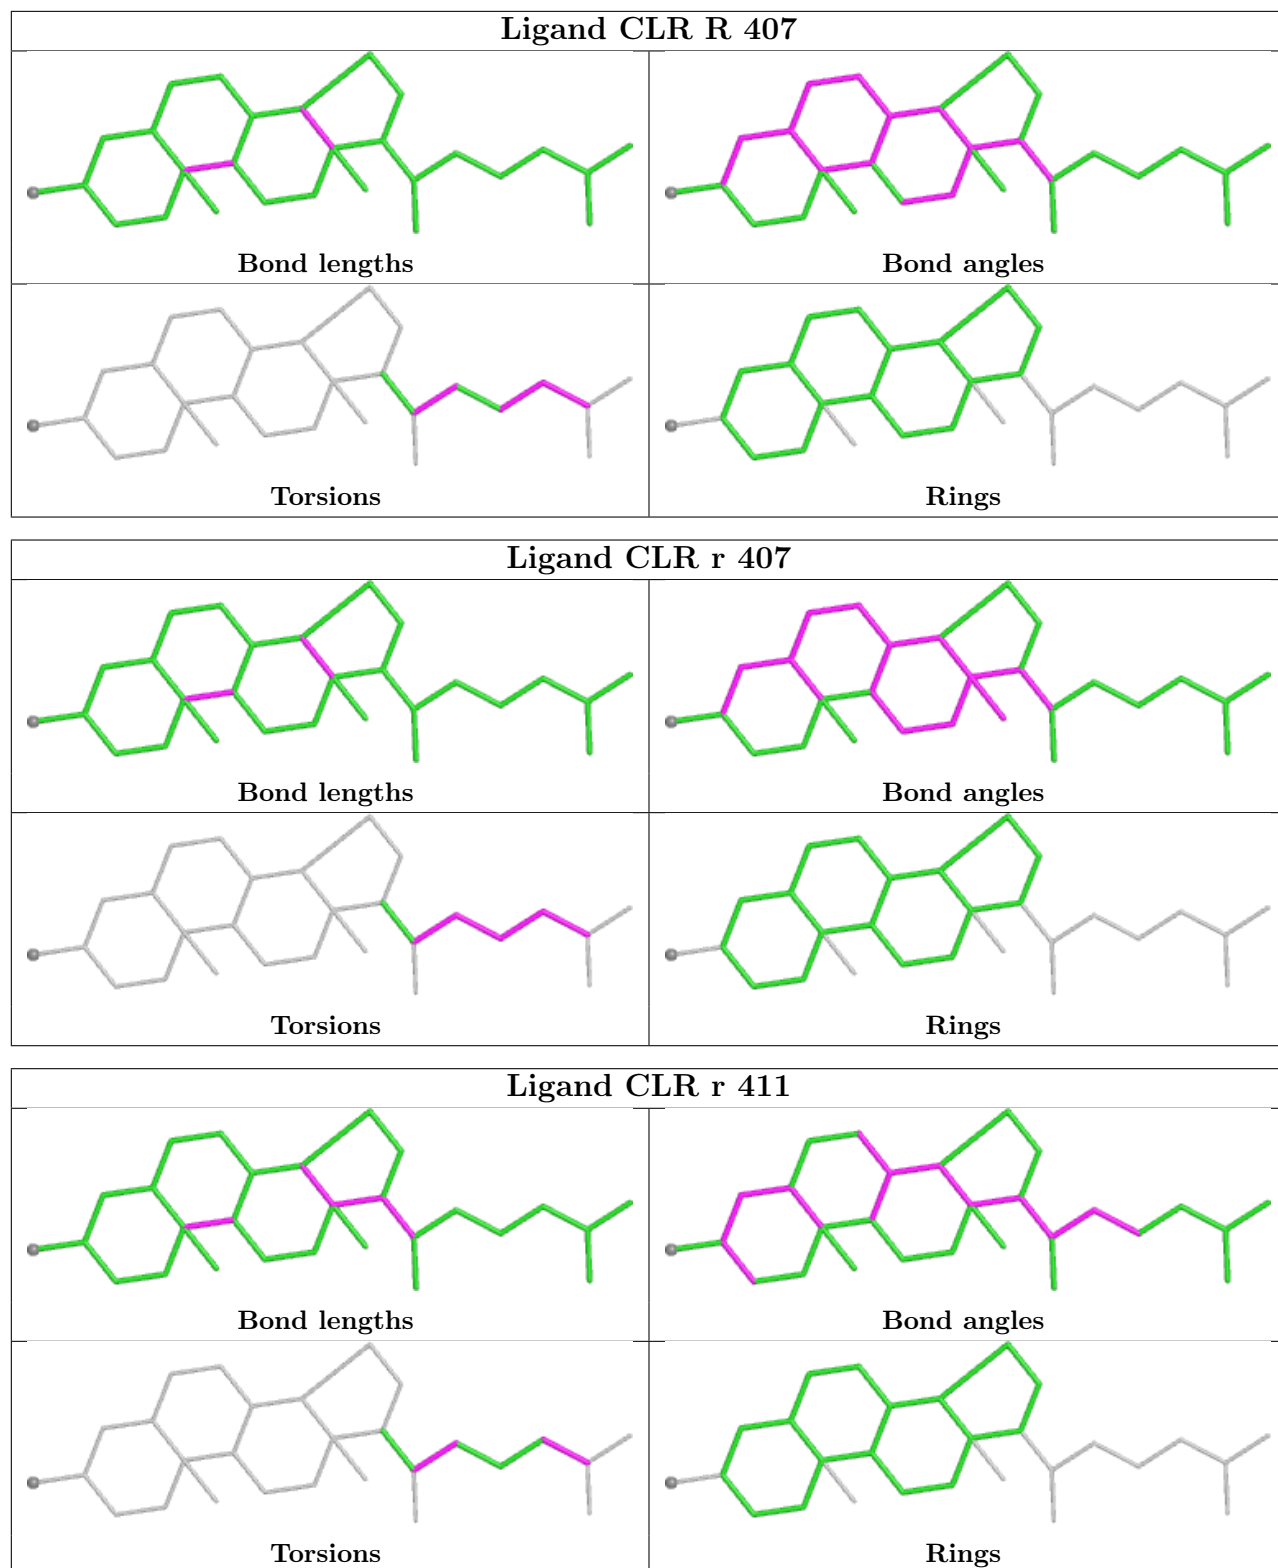 Ligand CLR R 407
Bond lengths
Bond angles
Torsions
Rings
Ligand CLR r 407
Bond lengths
Bond angles
Torsions
Rings
Ligand CLR r 411
Bond lengths
Bond angles
Torsions
Rings